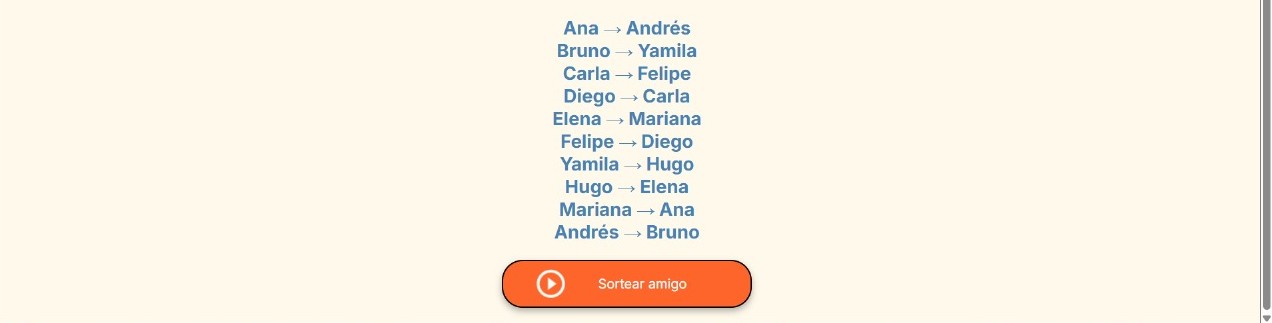 Ana → Andrés
Bruno → Yamila
Carla → Felipe
Diego → Carla
Elena → Mariana
Felipe → Diego
Yamila → Hugo
Hugo → Elena
Mariana → Ana
Andrés → Bruno
Sortear amigo